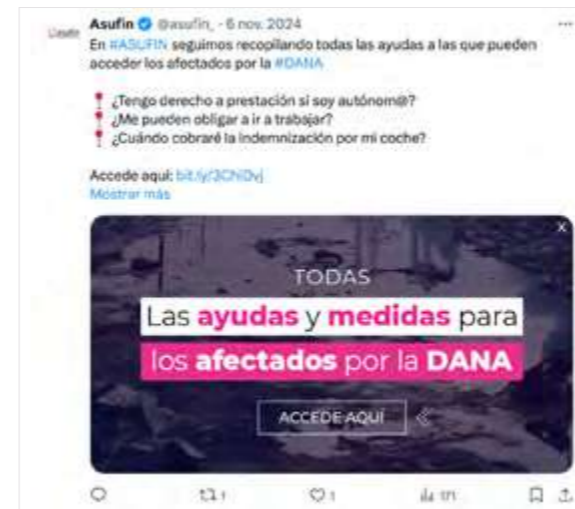 Asufin @asufin_ · 6 nov. 2024
En #ASUFIN seguimos recopilando todas las ayudas a las que pueden
acceder los afectados por la #DANA
¿Tengo derecho a prestación si soy autónom@?
¿Me pueden obligar a ir a trabajar?
¿Cuándo cobraré la indemnización por mi coche?
Accede aquí:
Mostrar más
X
TODAS
Las ayudas y medidas para
los afectados por la DANA
ACCEDE AQUÍ
1 1